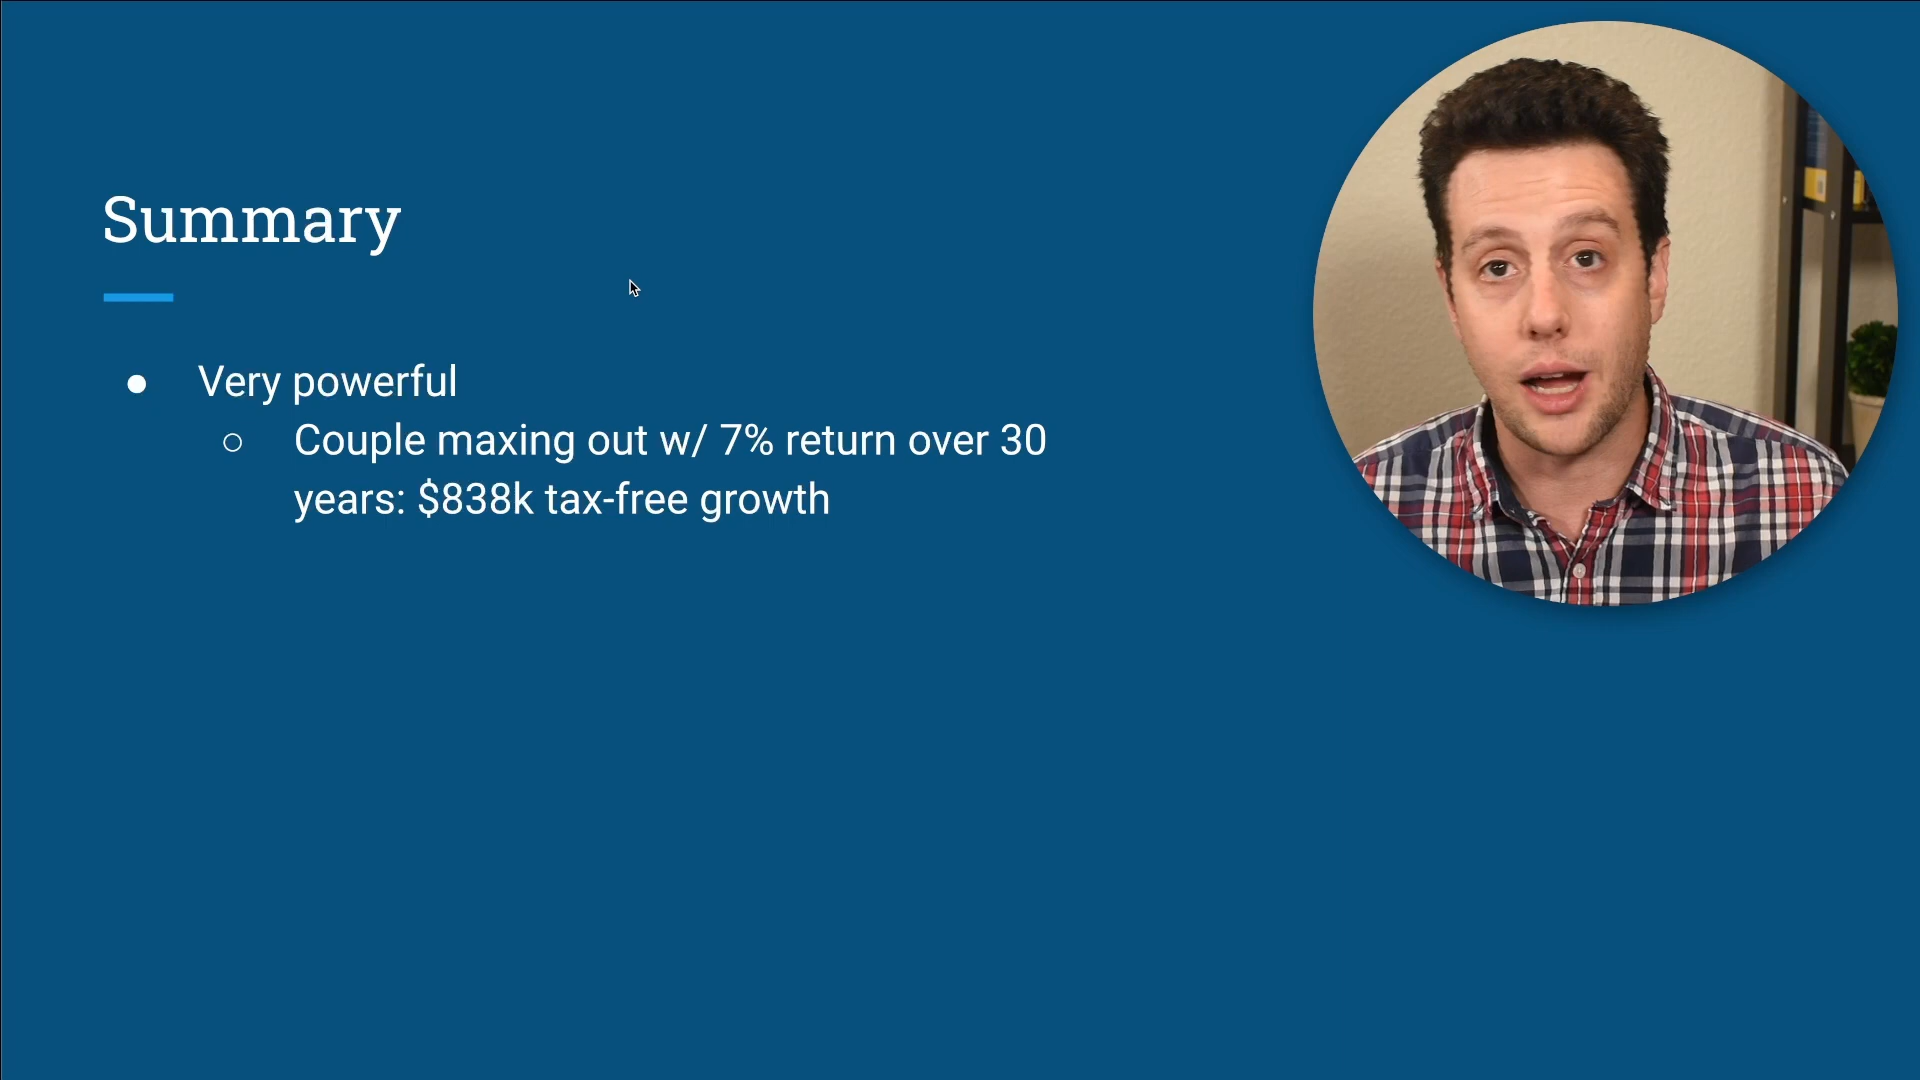 Summary
● Very powerful
○ Couple maxing out w/ 7% return over 30
years: $838k tax-free growth